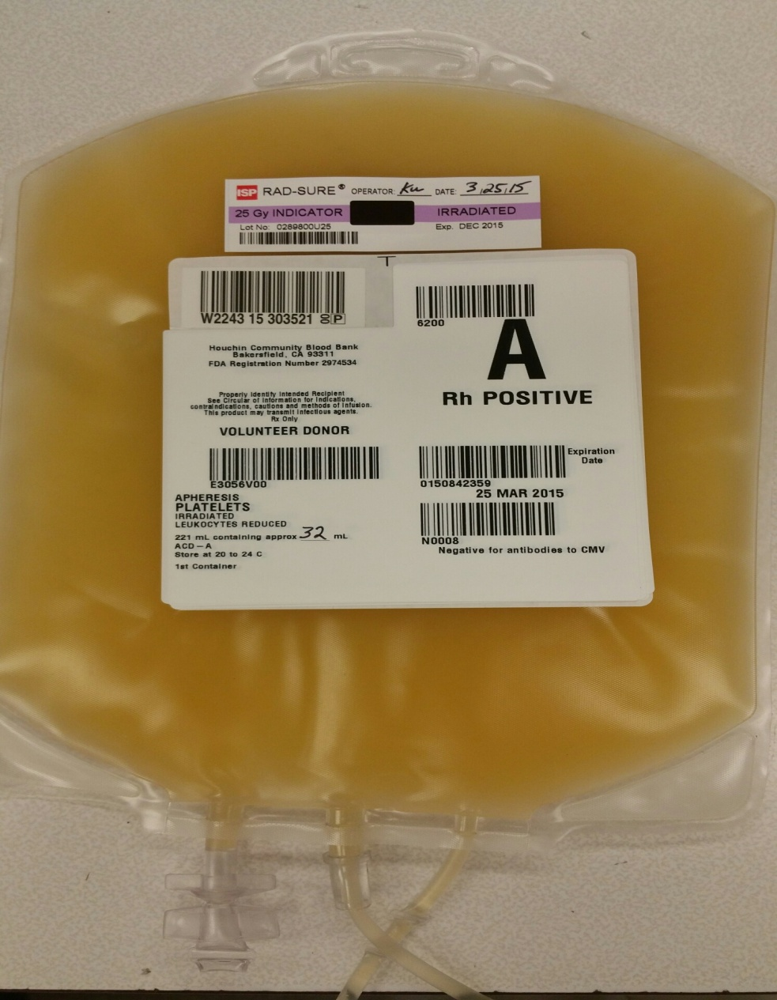 ISP RAD-SURE® OPERATOR: Kw DATE: 3,25,15
25 Gy INDICATOR IRRADIATED
Lot No: 0289800U25 Exp. DEC 2015
W2243 15 303521 00 P
Houchin Community Blood Bank
Bakersfield, CA 93311
FDA Registration Number 2974534
Properly Identify Intended Recipient
See Circular of Information for indications,
contraindications, cautions and methods of infusion.
This product may transmit infectious agents.
Rx Only
VOLUNTEER DONOR
E3056V00
APHERESIS
PLATELETS
IRRADIATED
LEUKOCYTES REDUCED
221 mL containing approx 32 mL
ACD-A
Store at 20 to 24 C
1st Container
6200
A
Rh POSITIVE
Expiration
Date
0150842359
25 MAR 2015
N0008
Negative for antibodies to CMV